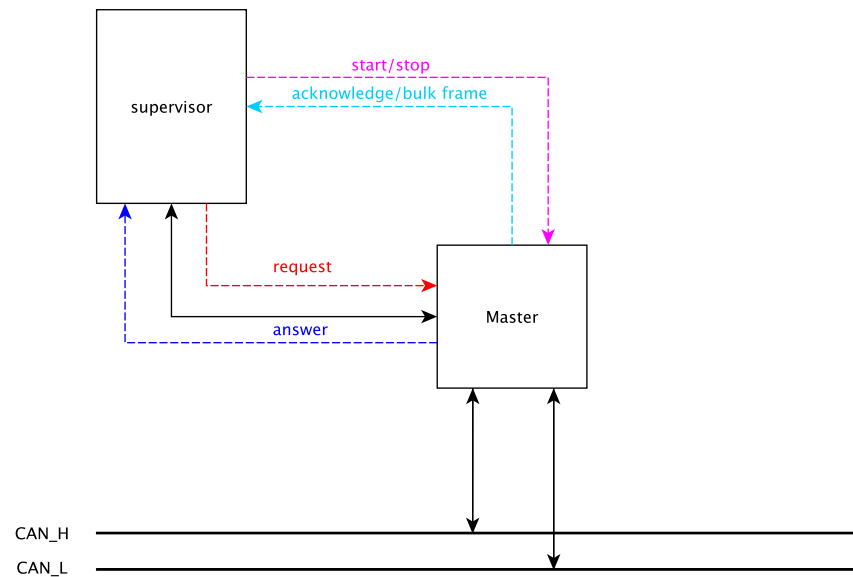 start/stop
acknowledge/bulk frame
supervisor
request
Master
answer
CAN_H
CAN_L